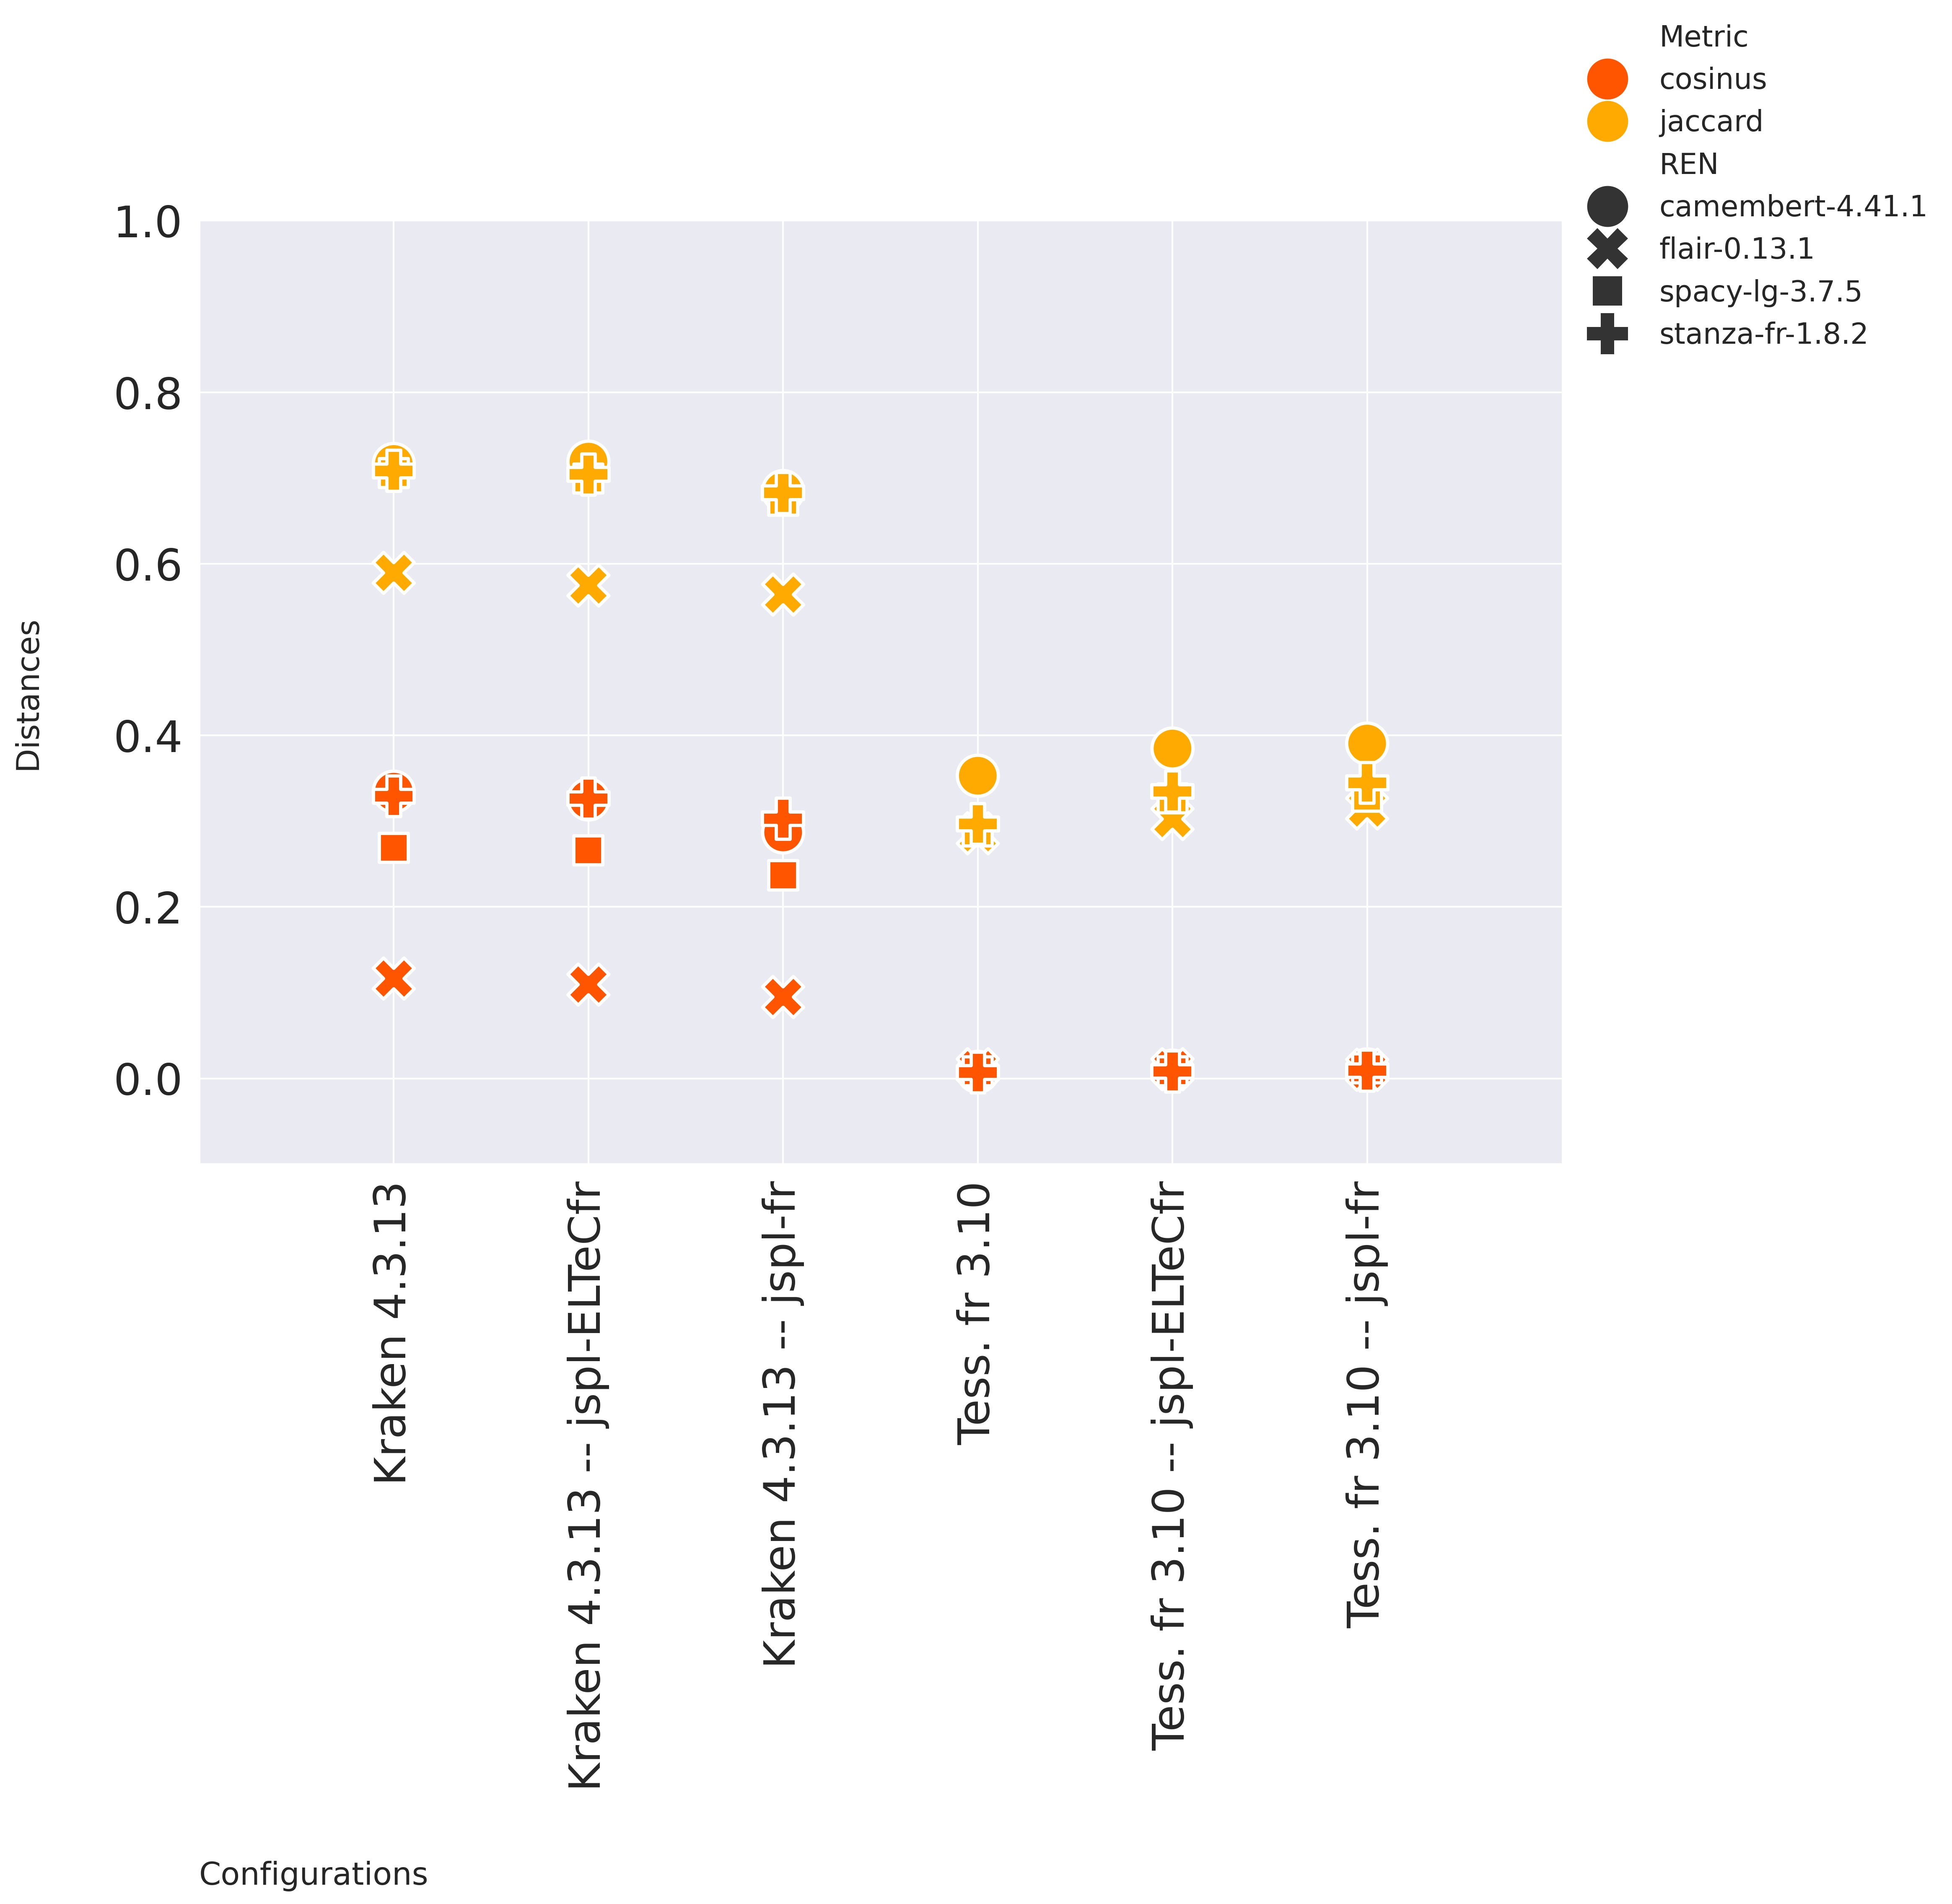 Metric
cosinus
jaccard
REN
camembert-4.41.1
flair-0.13.1
spacy-lg-3.7.5
stanza-fr-1.8.2
1.0
0.8
0.6
0.4
0.2
0.0
Distances
Kraken 4.3.13
Kraken 4.3.13 -- jspl-ELTeCfr
Kraken 4.3.13 -- jspl-fr
Tess. fr 3.10
Tess. fr 3.10 -- jspl-ELTeCfr
Tess. fr 3.10 -- jspl-fr
Configurations